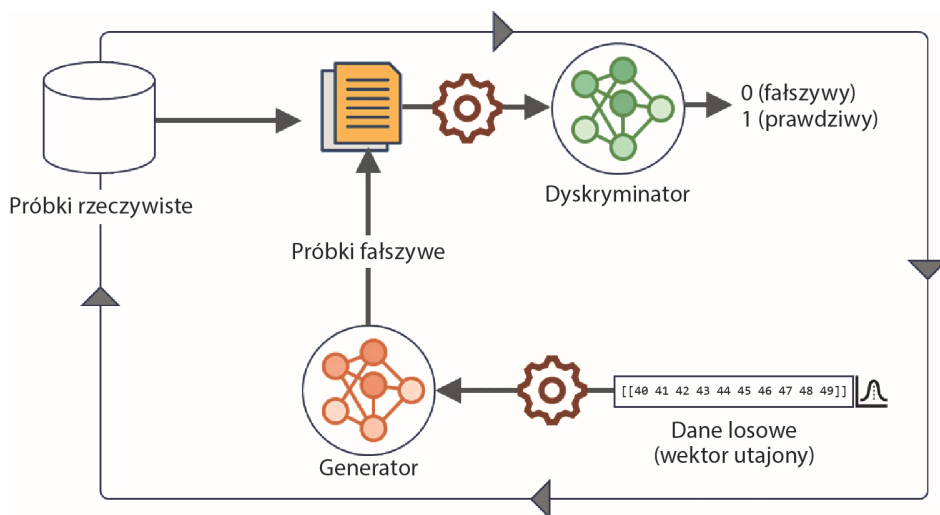 0 (fałszywy)
1 (prawdziwy)
Dyskryminator
Próbki rzeczywiste
Próbki fałszywe
[[40 41 42 43 44 45 46 47 48 49]]
Dane losowe
(wektor utajony)
Generator